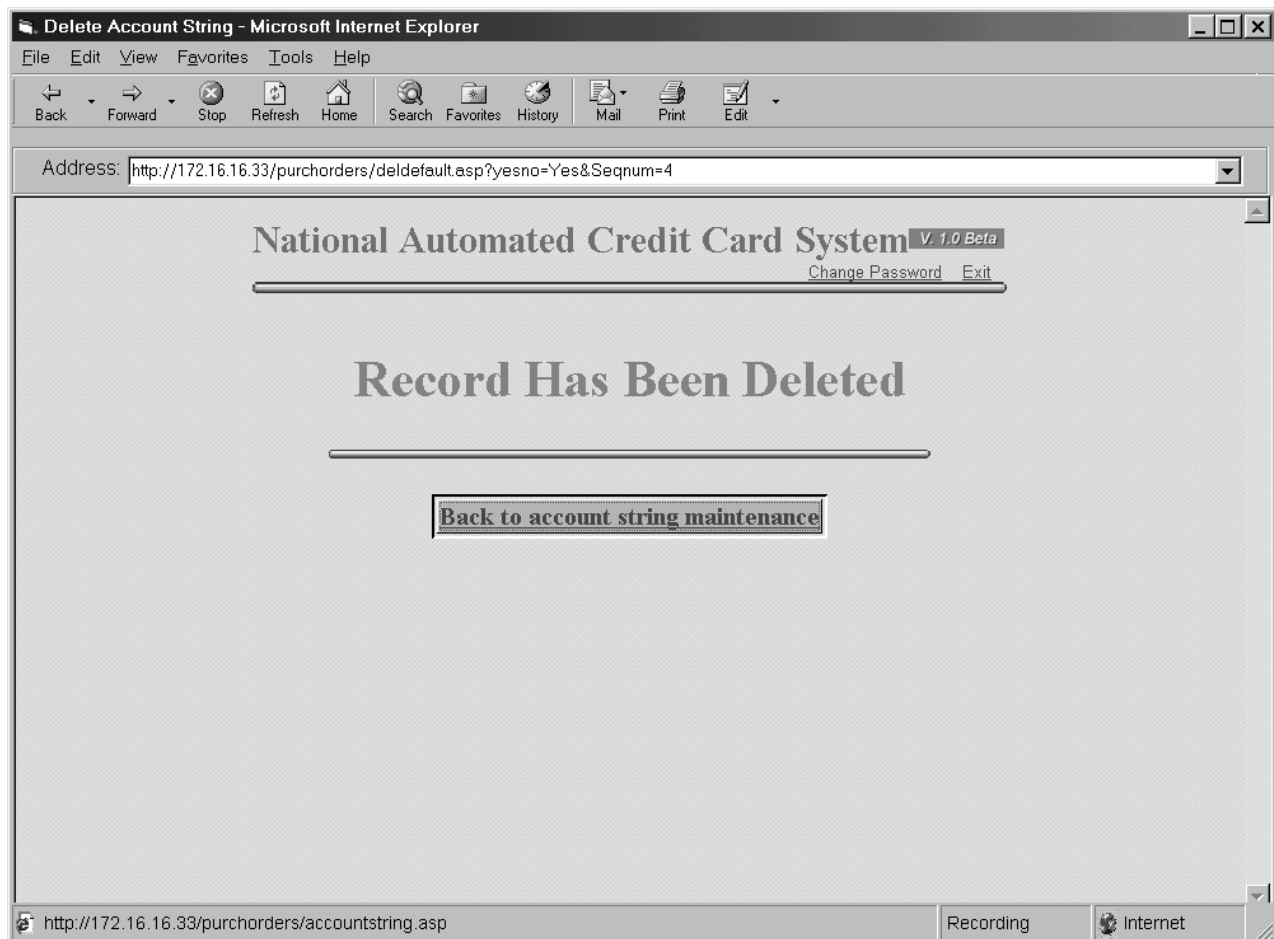 Delete Account String - Microsoft Internet Explorer
File Edit View Favorites Tools Help
Back Forward Stop Refresh Home Search Favorites History Mail Print Edit
Address: http://172.16.16.33/purchorders/deldefault.asp?yesno=Yes&Seqnum=4
National Automated Credit Card System V. 1.0 Beta
Change Password Exit
Record Has Been Deleted
Back to account string maintenance
http://172.16.16.33/purchorders/accountstring.asp Recording Internet